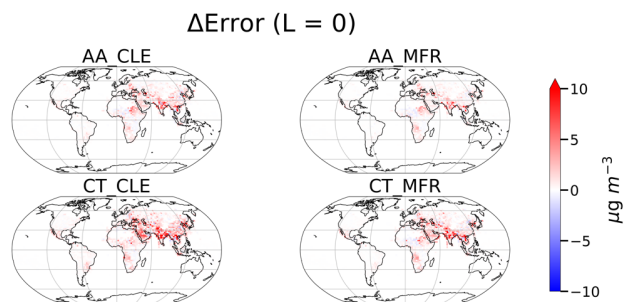 ΔError (L = 0)
AA_CLE
AA_MFR
CT_CLE
CT_MFR
10
5
0
−5
−10
μg m⁻³